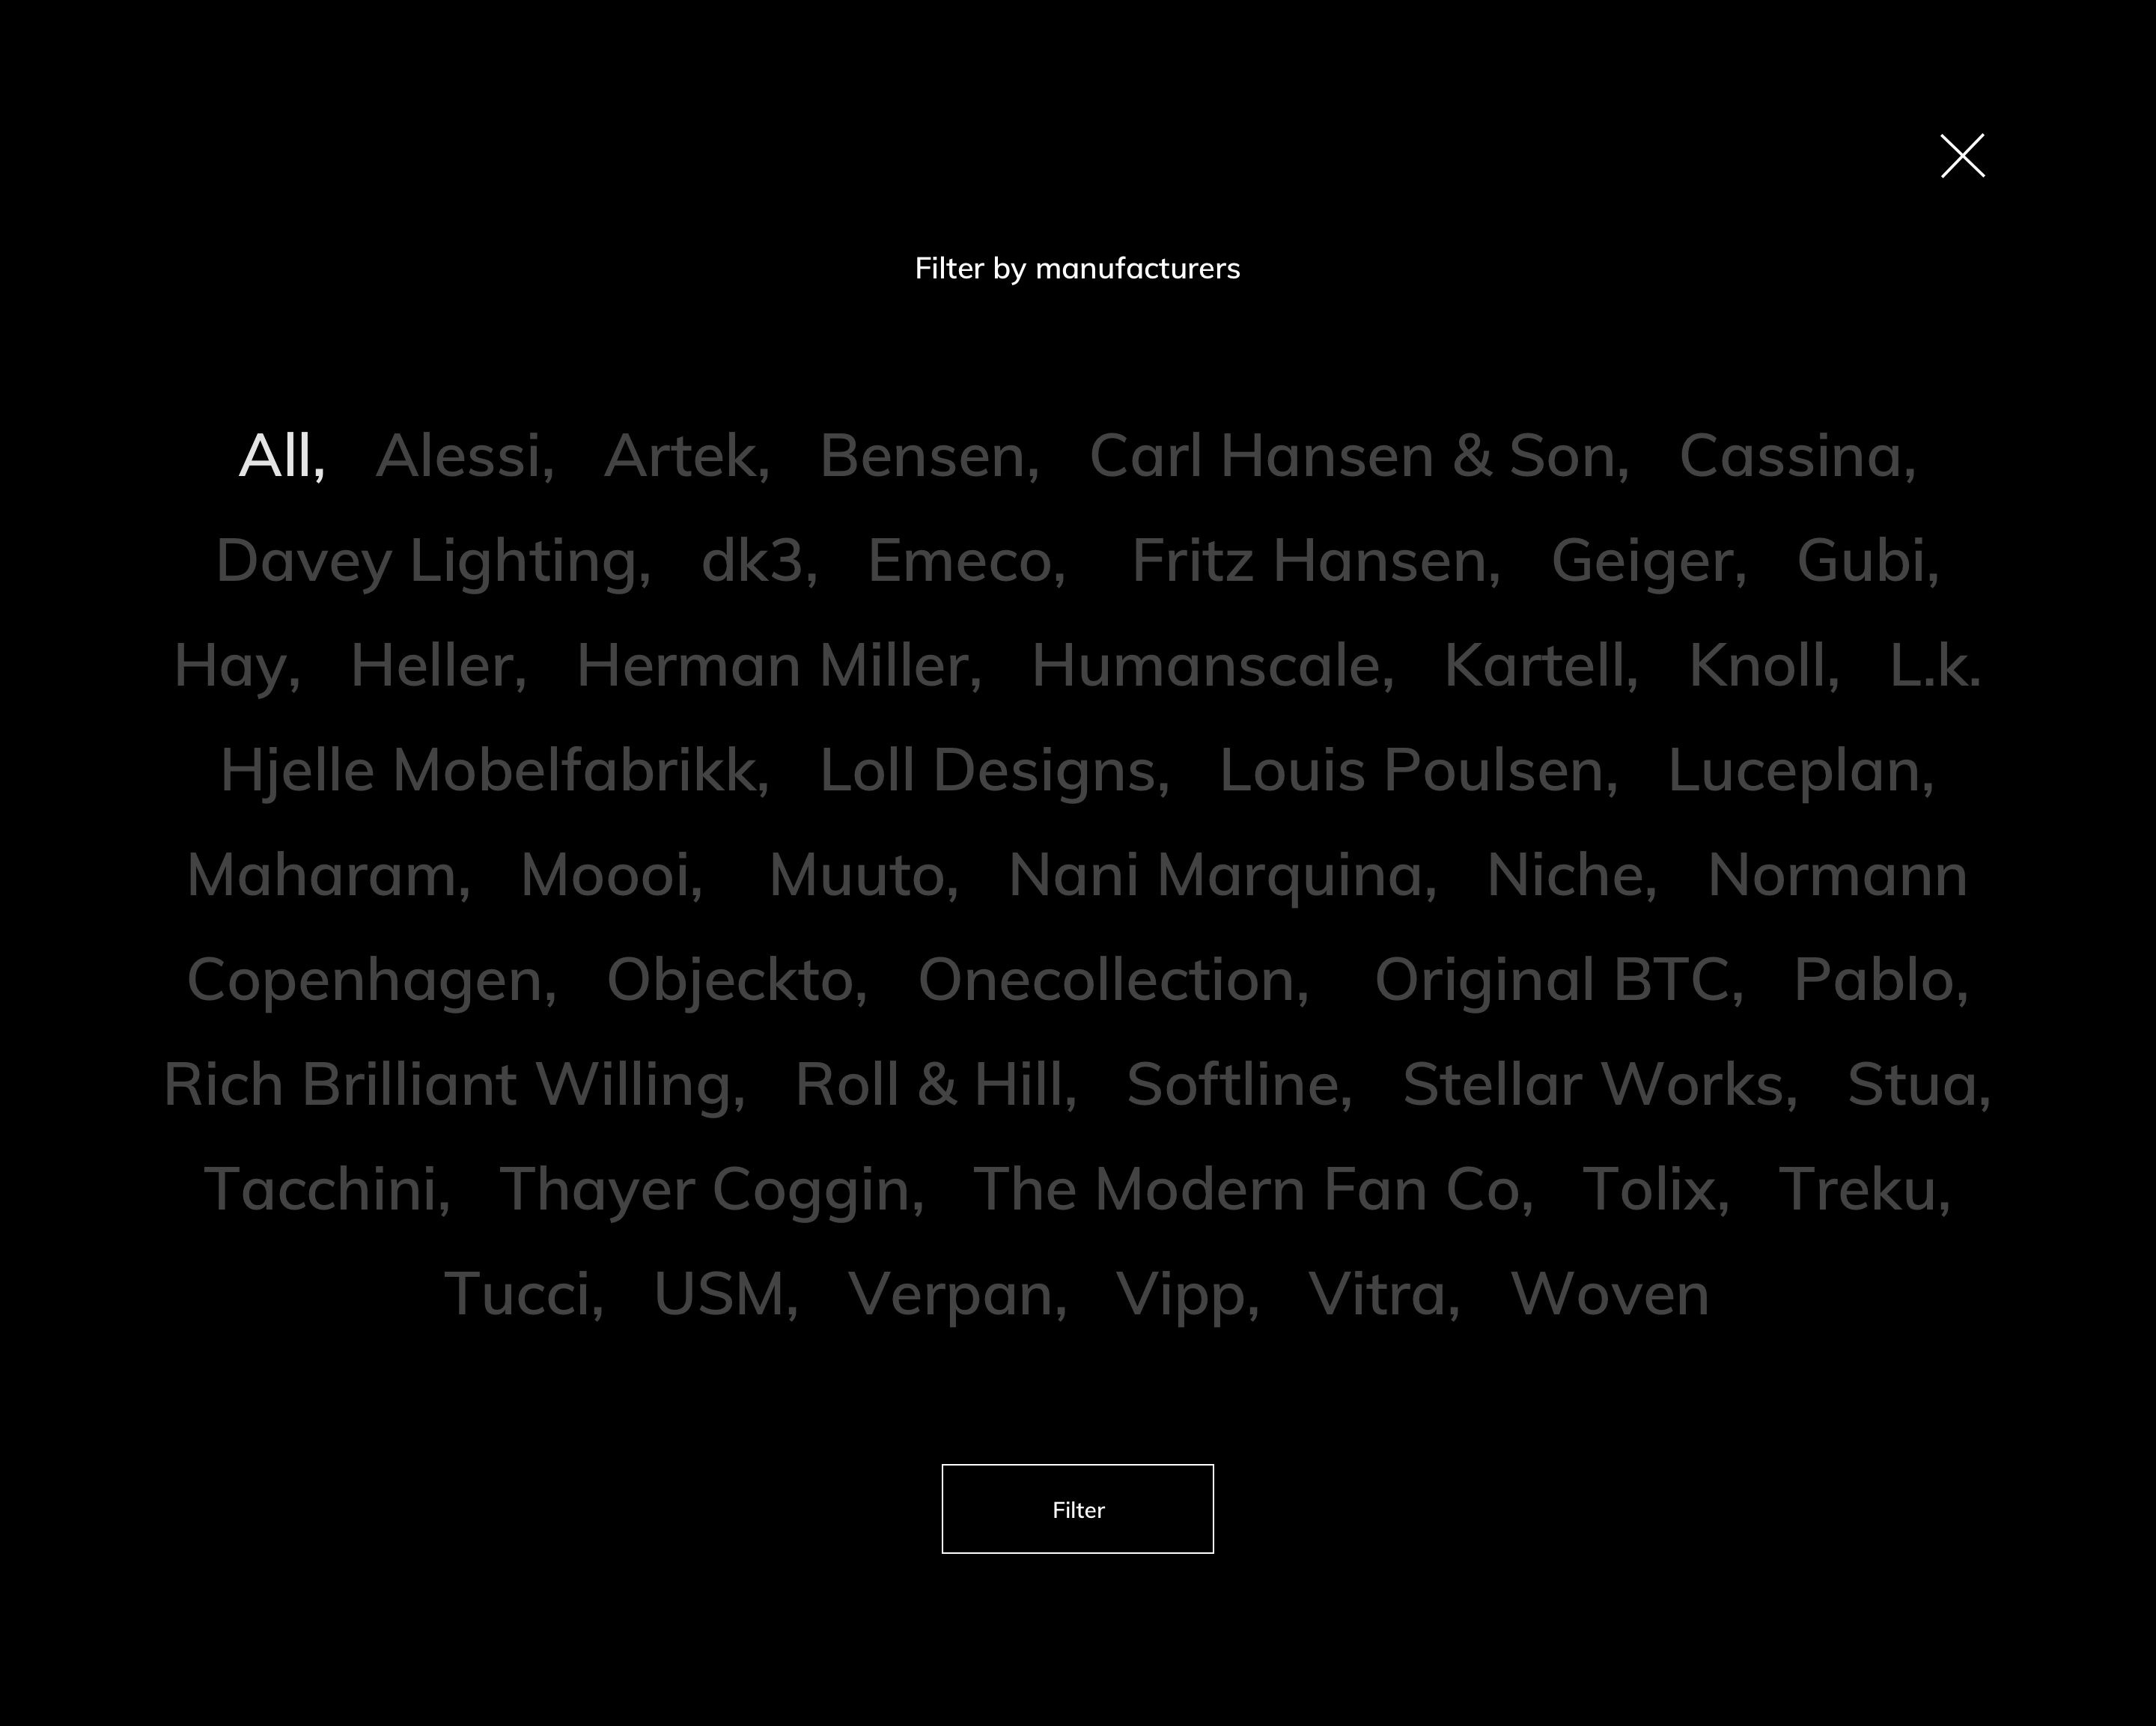 Filter by manufacturers
All, Alessi, Artek, Bensen, Carl Hansen & Son, Cassina,
Davey Lighting, dk3, Emeco, Fritz Hansen, Geiger, Gubi,
Hay, Heller, Herman Miller, Humanscale, Kartell, Knoll, L.k.
Hjelle Mobelfabrikk, Loll Designs, Louis Poulsen, Luceplan,
Maharam, Moooi, Muuto, Nani Marquina, Niche, Normann
Copenhagen, Objeckto, Onecollection, Original BTC, Pablo,
Rich Brilliant Willing, Roll & Hill, Softline, Stellar Works, Stua,
Tacchini, Thayer Coggin, The Modern Fan Co, Tolix, Treku,
Tucci, USM, Verpan, Vipp, Vitra, Woven
Filter